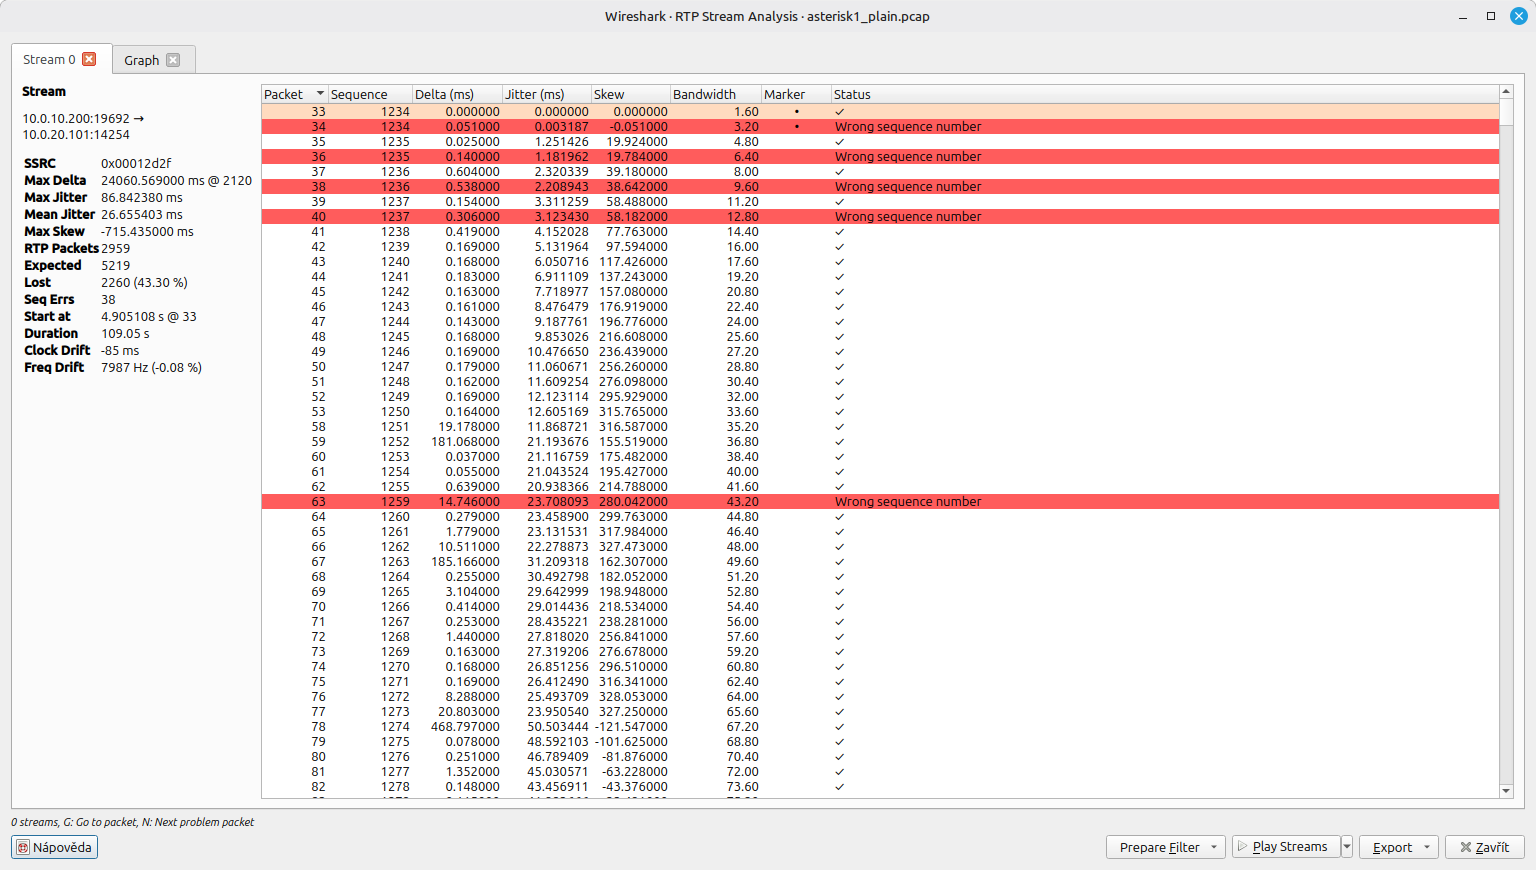 Wireshark · RTP Stream Analysis · asterisk1_plain.pcap
Stream 0
Graph
Stream
10.0.10.200:19692 →
10.0.20.101:14254
SSRC 0x00012d2f
Max Delta 24060.569000 ms @ 2120
Max Jitter 86.842380 ms
Mean Jitter 26.655403 ms
Max Skew -715.435000 ms
RTP Packets 2959
Expected 5219
Lost 2260 (43.30 %)
Seq Errs 38
Start at 4.905108 s @ 33
Duration 109.05 s
Clock Drift -85 ms
Freq Drift 7987 Hz (-0.08 %)
Packet Sequence Delta (ms) Jitter (ms) Skew Bandwidth Marker Status
33 1234 0.000000 0.000000 0.000000 1.60 • ✓
34 1234 0.051000 0.003187 -0.051000 3.20 • Wrong sequence number
35 1235 0.025000 1.251426 19.924000 4.80 ✓
36 1235 0.140000 1.181962 19.784000 6.40 Wrong sequence number
37 1236 0.604000 2.320339 39.180000 8.00 ✓
38 1236 0.538000 2.208943 38.642000 9.60 Wrong sequence number
39 1237 0.154000 3.311259 58.488000 11.20 ✓
40 1237 0.306000 3.123430 58.182000 12.80 Wrong sequence number
41 1238 0.419000 4.152028 77.763000 14.40 ✓
42 1239 0.169000 5.131964 97.594000 16.00 ✓
43 1240 0.168000 6.050716 117.426000 17.60 ✓
44 1241 0.183000 6.911109 137.243000 19.20 ✓
45 1242 0.163000 7.718977 157.080000 20.80 ✓
46 1243 0.161000 8.476479 176.919000 22.40 ✓
47 1244 0.143000 9.187761 196.776000 24.00 ✓
48 1245 0.168000 9.853026 216.608000 25.60 ✓
49 1246 0.169000 10.476650 236.439000 27.20 ✓
50 1247 0.179000 11.060671 256.260000 28.80 ✓
51 1248 0.162000 11.609254 276.098000 30.40 ✓
52 1249 0.169000 12.123114 295.929000 32.00 ✓
53 1250 0.164000 12.605169 315.765000 33.60 ✓
58 1251 19.178000 11.868721 316.587000 35.20 ✓
59 1252 181.068000 21.193676 155.519000 36.80 ✓
60 1253 0.037000 21.116759 175.482000 38.40 ✓
61 1254 0.055000 21.043524 195.427000 40.00 ✓
62 1255 0.639000 20.938366 214.788000 41.60 ✓
63 1259 14.746000 23.708093 280.042000 43.20 Wrong sequence number
64 1260 0.279000 23.458900 299.763000 44.80 ✓
65 1261 1.779000 23.131531 317.984000 46.40 ✓
66 1262 10.511000 22.278873 327.473000 48.00 ✓
67 1263 185.166000 31.209318 162.307000 49.60 ✓
68 1264 0.255000 30.492798 182.052000 51.20 ✓
69 1265 3.104000 29.642999 198.948000 52.80 ✓
70 1266 0.414000 29.014436 218.534000 54.40 ✓
71 1267 0.253000 28.435221 238.281000 56.00 ✓
72 1268 1.440000 27.818020 256.841000 57.60 ✓
73 1269 0.163000 27.319206 276.678000 59.20 ✓
74 1270 0.168000 26.851256 296.510000 60.80 ✓
75 1271 0.169000 26.412490 316.341000 62.40 ✓
76 1272 8.288000 25.493709 328.053000 64.00 ✓
77 1273 20.803000 23.950540 327.250000 65.60 ✓
78 1274 468.797000 50.503444 -121.547000 67.20 ✓
79 1275 0.078000 48.592103 -101.625000 68.80 ✓
80 1276 0.251000 46.789409 -81.876000 70.40 ✓
81 1277 1.352000 45.030571 -63.228000 72.00 ✓
82 1278 0.148000 43.456911 -43.376000 73.60 ✓
0 streams, G: Go to packet, N: Next problem packet
Nápověda
Prepare Filter
Play Streams
Export
Zavřít